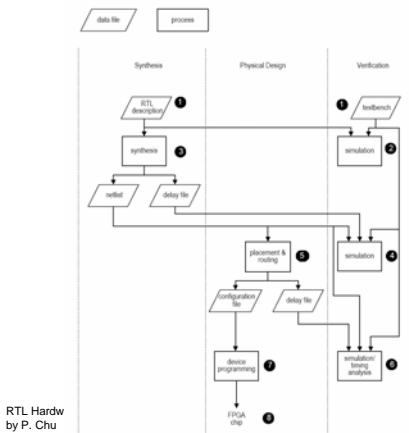 data file
process
Synthesis
Physical Design
Verification
RTL
description
1
1
testbench
synthesis
3
simulation
2
netlist
delay file
placement &
routing
5
simulation
4
configuration
file
delay file
device
programming
7
simulation/
timing
analysis
6
FPGA
chip
8
RTL Hardw
by P. Chu